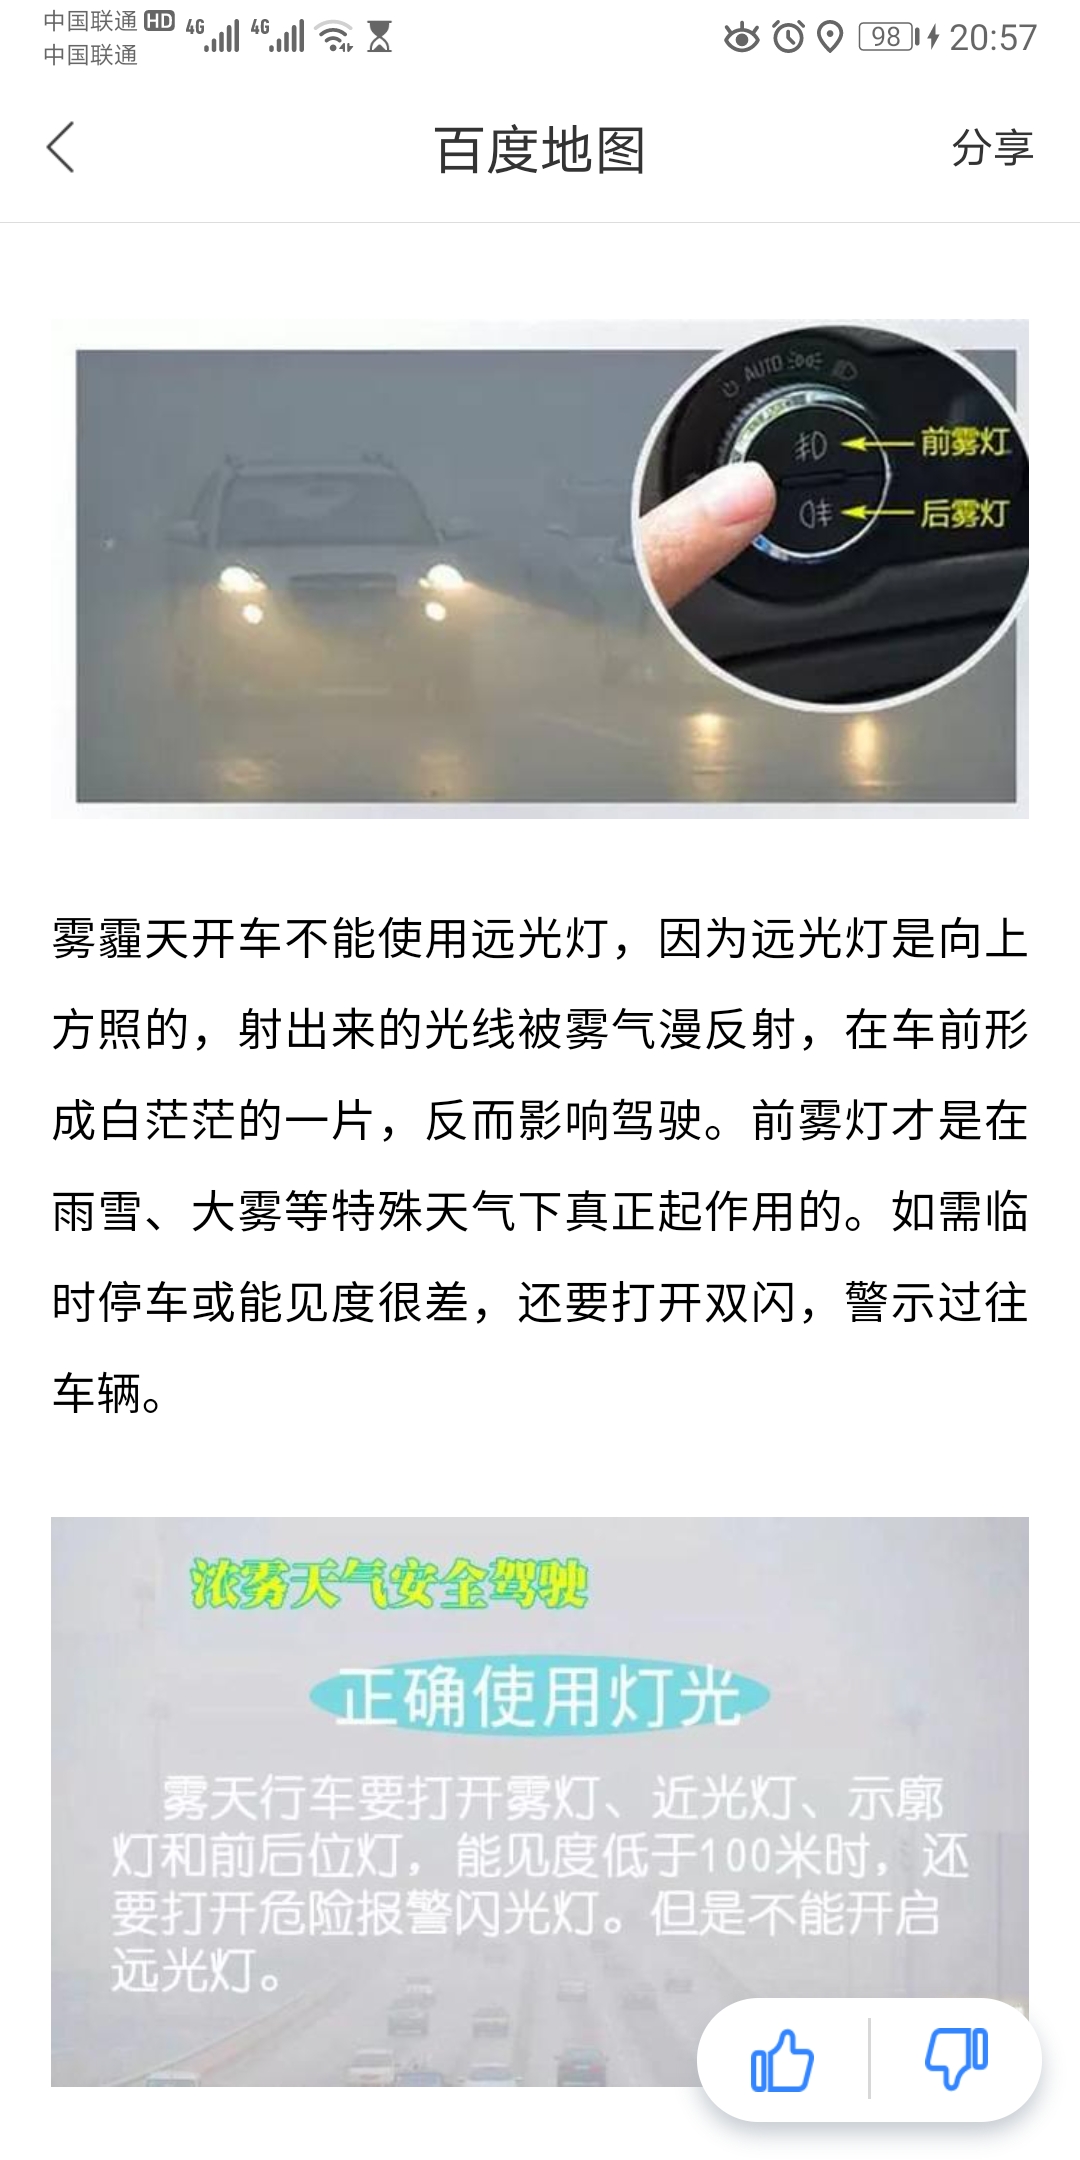 中国联通 HD 4G 4G 98 20:57
中国联通
百度地图
分享
AUTO
前雾灯
后雾灯
雾霾天开车不能使用远光灯，因为远光灯是向上
方照的，射出来的光线被雾气漫反射，在车前形
成白茫茫的一片，反而影响驾驶。前雾灯才是在
雨雪、大雾等特殊天气下真正起作用的。如需临
时停车或能见度很差，还要打开双闪，警示过往
车辆。
浓雾天气安全驾驶
正确使用灯光
雾天行车要打开雾灯、近光灯、示廓
灯和前后位灯，能见度低于100米时，还
要打开危险报警闪光灯。但是不能开启
远光灯。